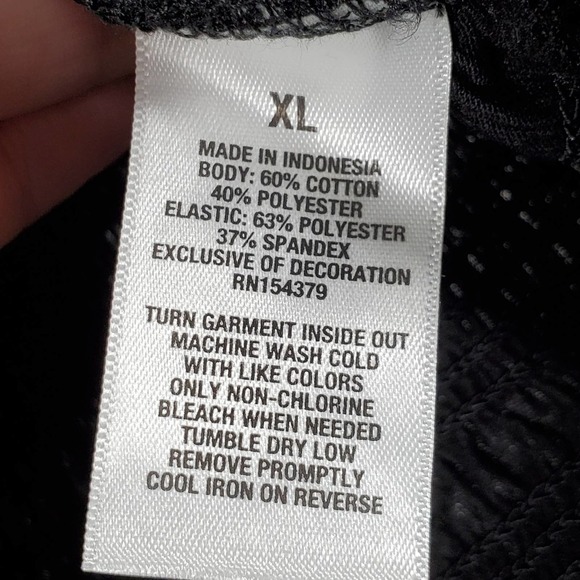 XL
MADE IN INDONESIA
BODY: 60% COTTON
40% POLYESTER
ELASTIC: 63% POLYESTER
37% SPANDEX
EXCLUSIVE OF DECORATION
RN154379
TURN GARMENT INSIDE OUT
MACHINE WASH COLD
WITH LIKE COLORS
ONLY NON-CHLORINE
BLEACH WHEN NEEDED
TUMBLE DRY LOW
REMOVE PROMPTLY
COOL IRON ON REVERSE